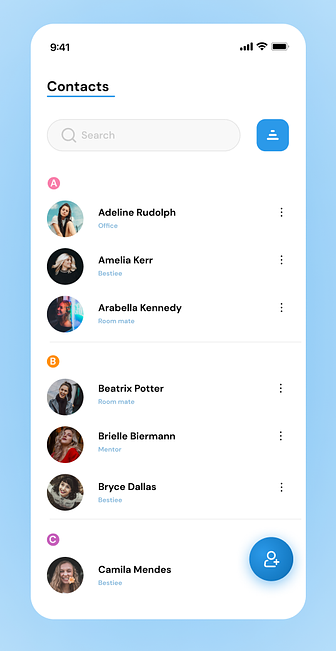 9:41
Contacts
Search
A
Adeline Rudolph
Office
Amelia Kerr
Bestiee
Arabella Kennedy
Room mate
B
Beatrix Potter
Room mate
Brielle Biermann
Mentor
Bryce Dallas
Bestiee
C
Camila Mendes
Bestiee